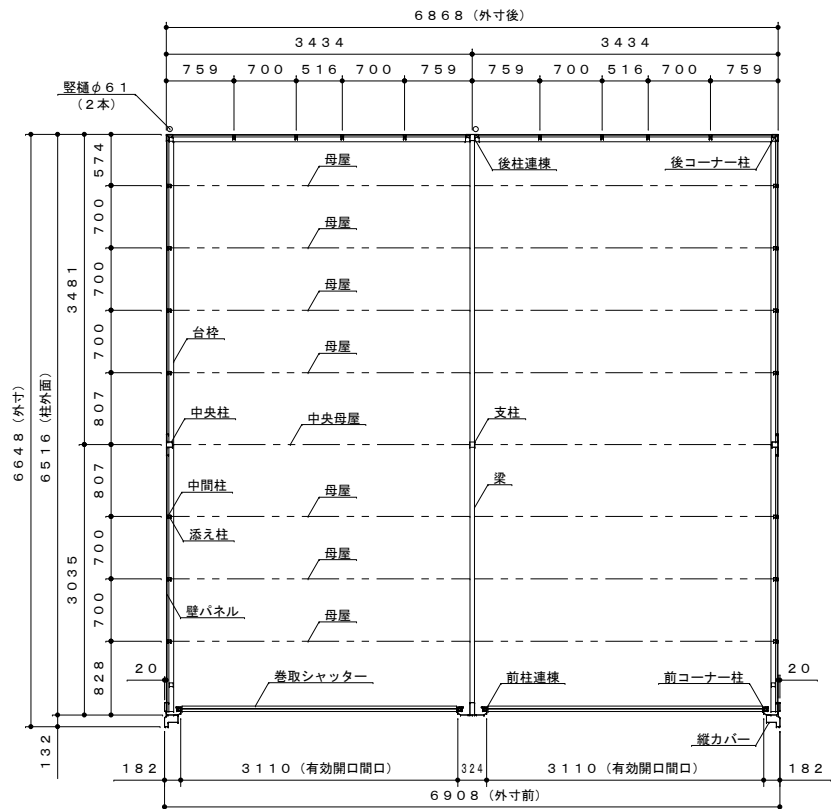 ６８６８（外寸後）
３４３４ ３４３４
７５９ ７００ ５１６ ７００ ７５９ ７５９ ７００ ５１６ ７００ ７５９
竪樋φ６１
（２本）
後柱連棟 後コーナー柱
母屋
母屋
母屋
母屋
台枠
中央柱 中央母屋 支柱
母屋
中間柱
梁
添え柱
母屋
壁パネル
母屋
巻取シャッター 前柱連棟 前コーナー柱
縦カバー
６６４８（外寸）
６５１６（柱外面）
１３２
３４８１
３０３５
５７４
７００
７００
７００
８０７
８０７
７００
７００
８２８
２０ ２０
１８２ ３１１０（有効開口間口） ３２４ ３１１０（有効開口間口） １８２
６９０８（外寸前）